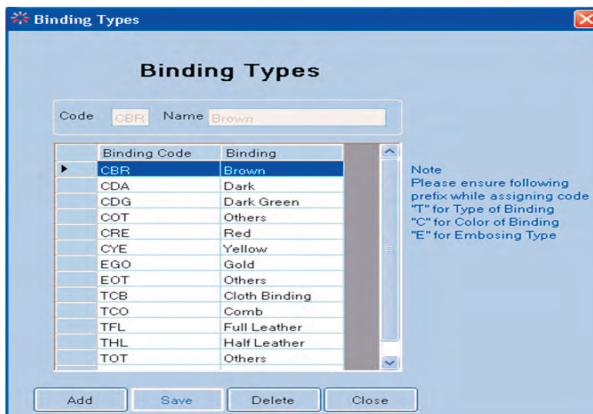 Binding Types
Binding Types
Code CBR Name Brown
Binding Code Binding
CBR Brown
CDA Dark
CDG Dark Green
COT Others
CRE Red
CYE Yellow
EGO Gold
EOT Others
TCB Cloth Binding
TCO Comb
TFL Full Leather
THL Half Leather
TOT Others
Note
Please ensure following
prefix while assigning code
"T" for Type of Binding
"C" for Color of Binding
"E" for Embosing Type
Add Save Delete Close